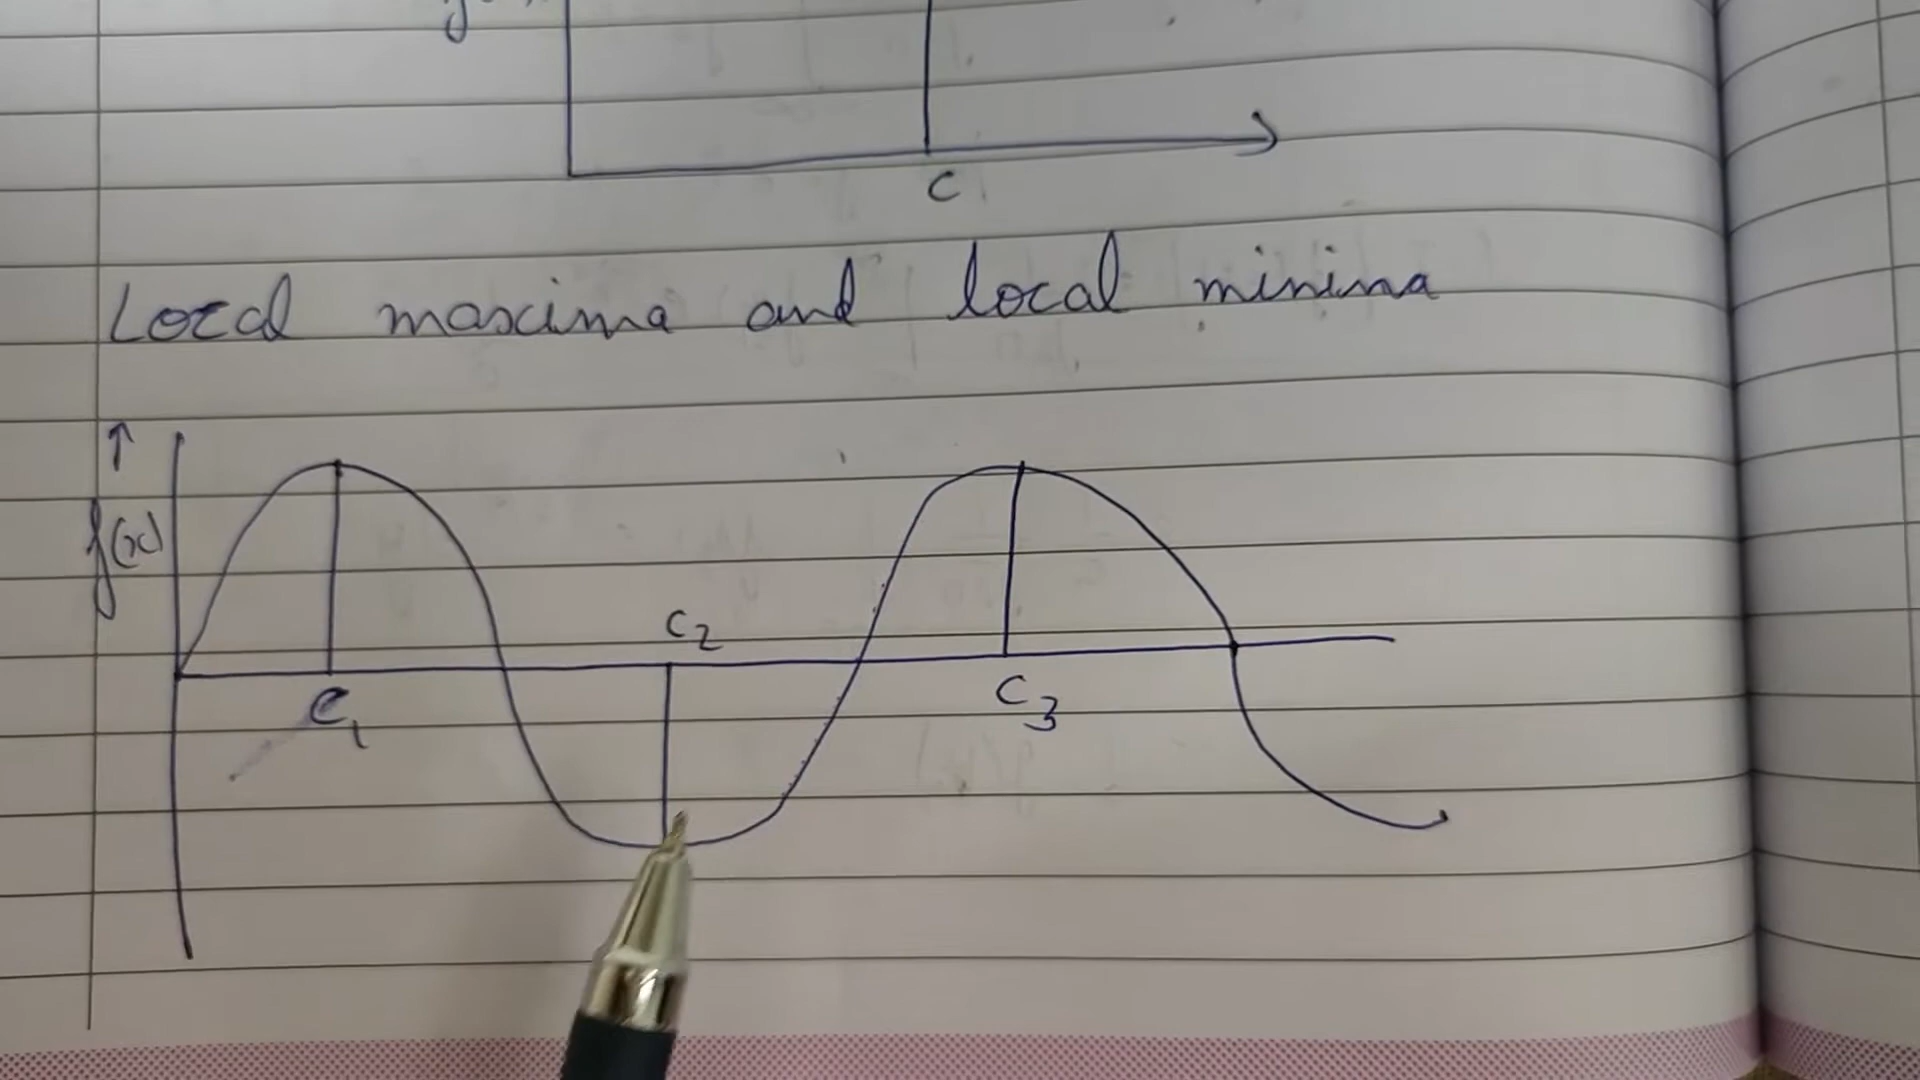 C
Local maxima and local minima
↑
f(x)
C2
C1
C3